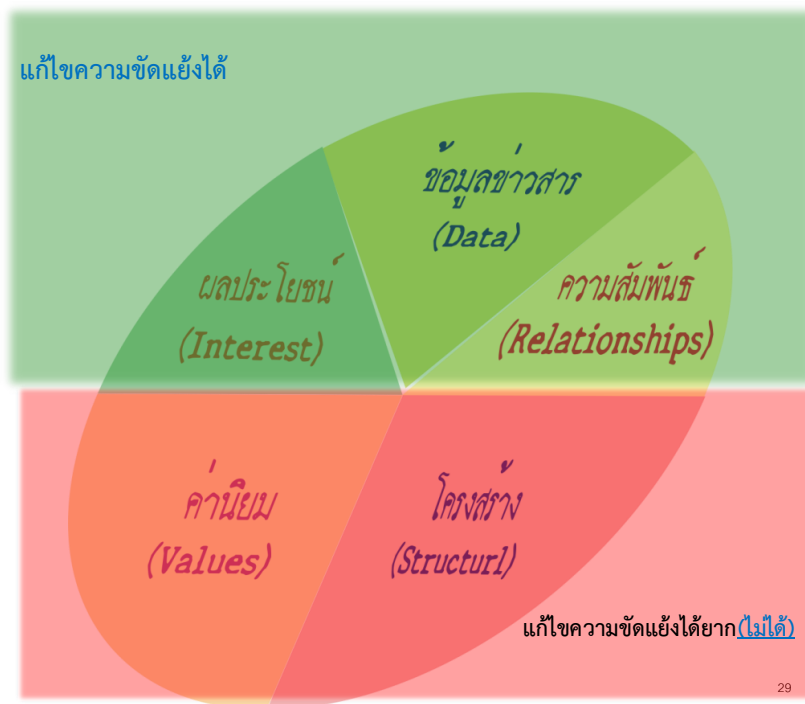 แก้ไขความขัดแย้งได้
ข้อมูลข่าวสาร
(Data)
ผลประโยชน์
(Interest)
ความสัมพันธ์
(Relationships)
ค่านิยม
(Values)
โครงสร้าง
(Structurl)
แก้ไขความขัดแย้งได้ยาก(ไม่ได้)
29